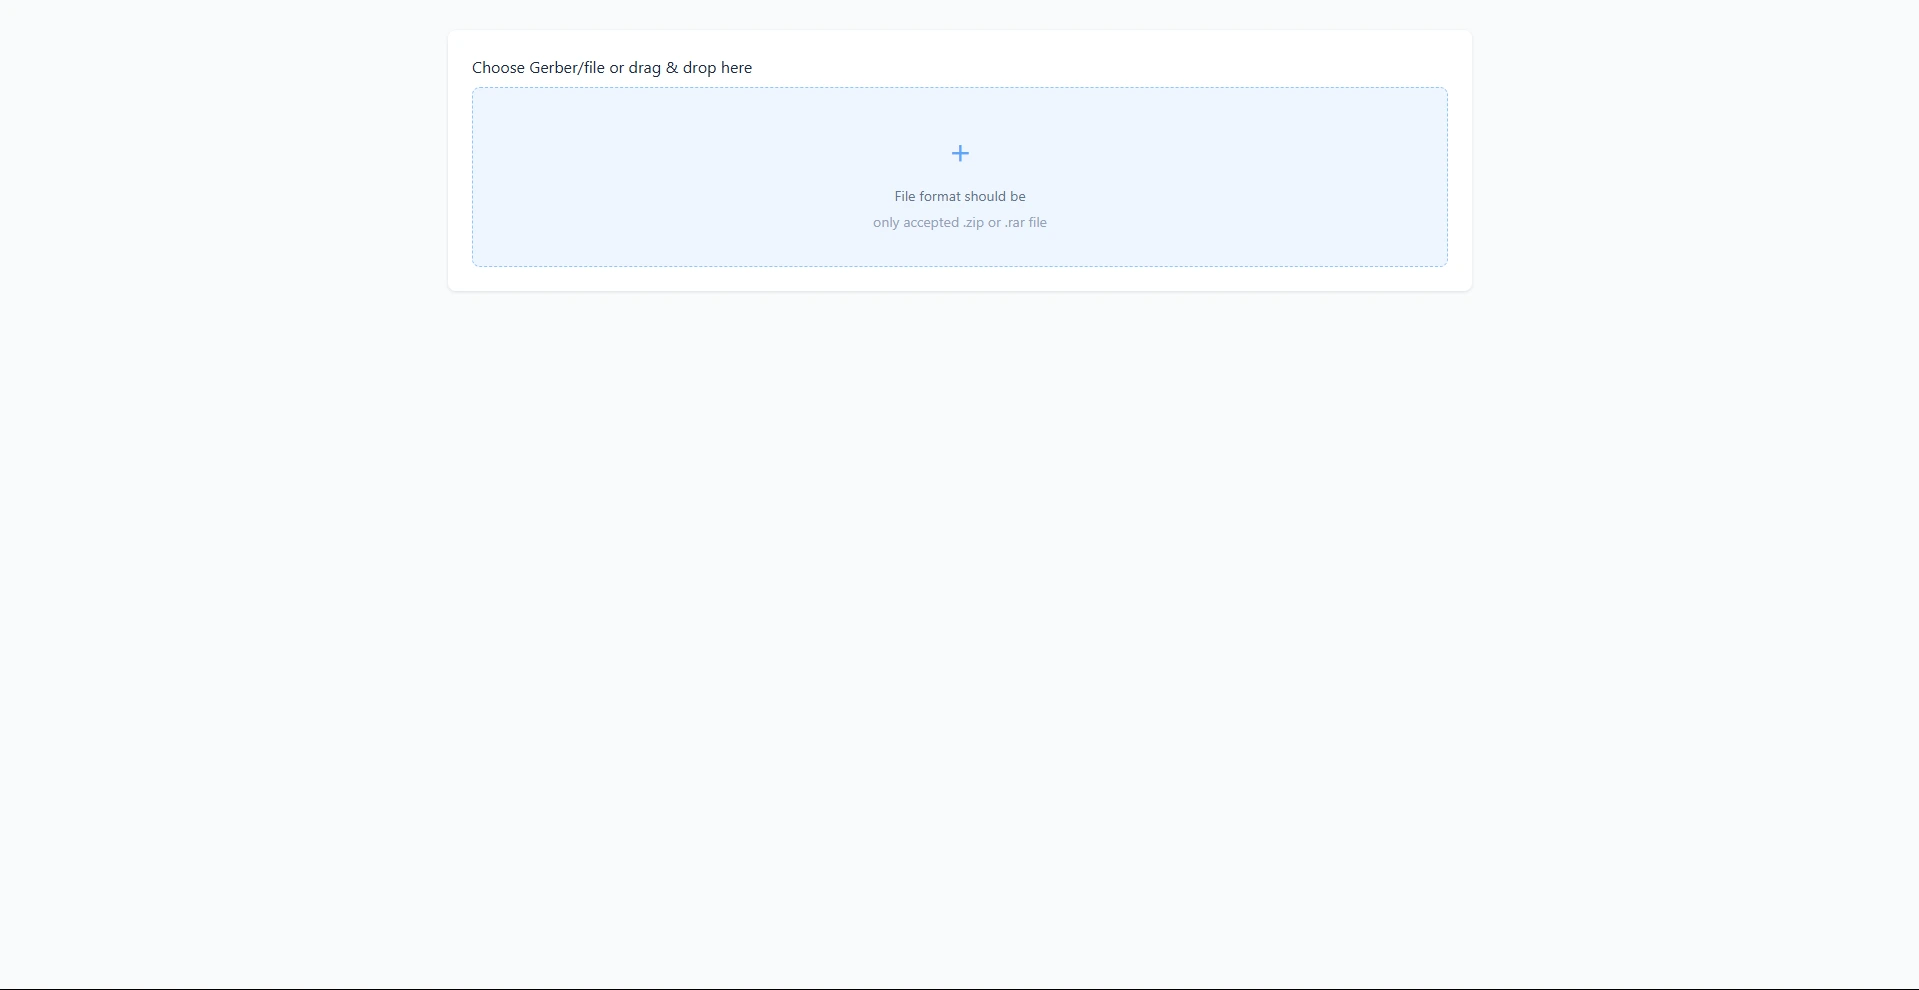 Choose Gerber/file or drag & drop here
+
File format should be
only accepted .zip or .rar file